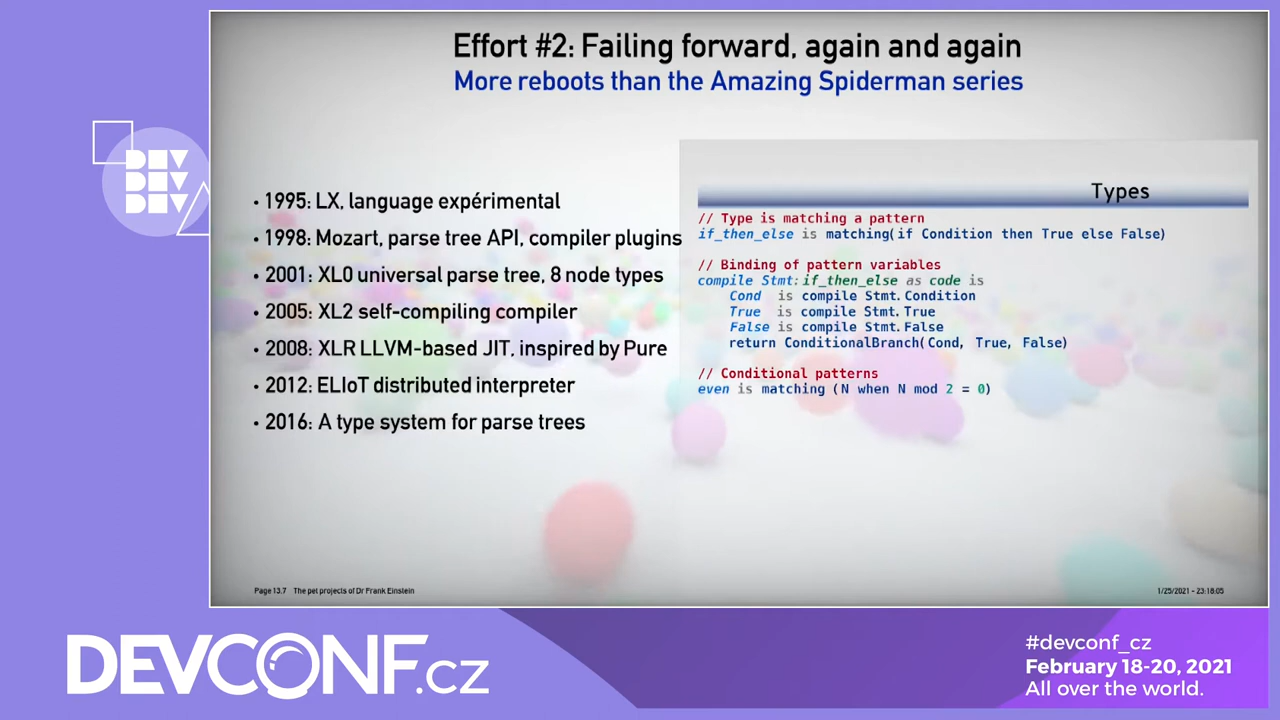 Effort #2: Failing forward, again and again
More reboots than the Amazing Spiderman series
DEV
DEV
DEV
• 1995: LX, language expérimental
• 1998: Mozart, parse tree API, compiler plugins
• 2001: XL0 universal parse tree, 8 node types
• 2005: XL2 self-compiling compiler
• 2008: XLR LLVM-based JIT, inspired by Pure
• 2012: ELIoT distributed interpreter
• 2016: A type system for parse trees
Types
// Type is matching a pattern
if_then_else is matching(if Condition then True else False)
// Binding of pattern variables
compile Stmt:if_then_else as code is
Cond is compile Stmt.Condition
True is compile Stmt.True
False is compile Stmt.False
return ConditionalBranch(Cond, True, False)
// Conditional patterns
even is matching (N when N mod 2 = 0)
Page 13.7 The pet projects of Dr Frank Einstein
1/25/2021 - 23:18:05
DEVCONF.cz
#devconf_cz
February 18-20, 2021
All over the world.